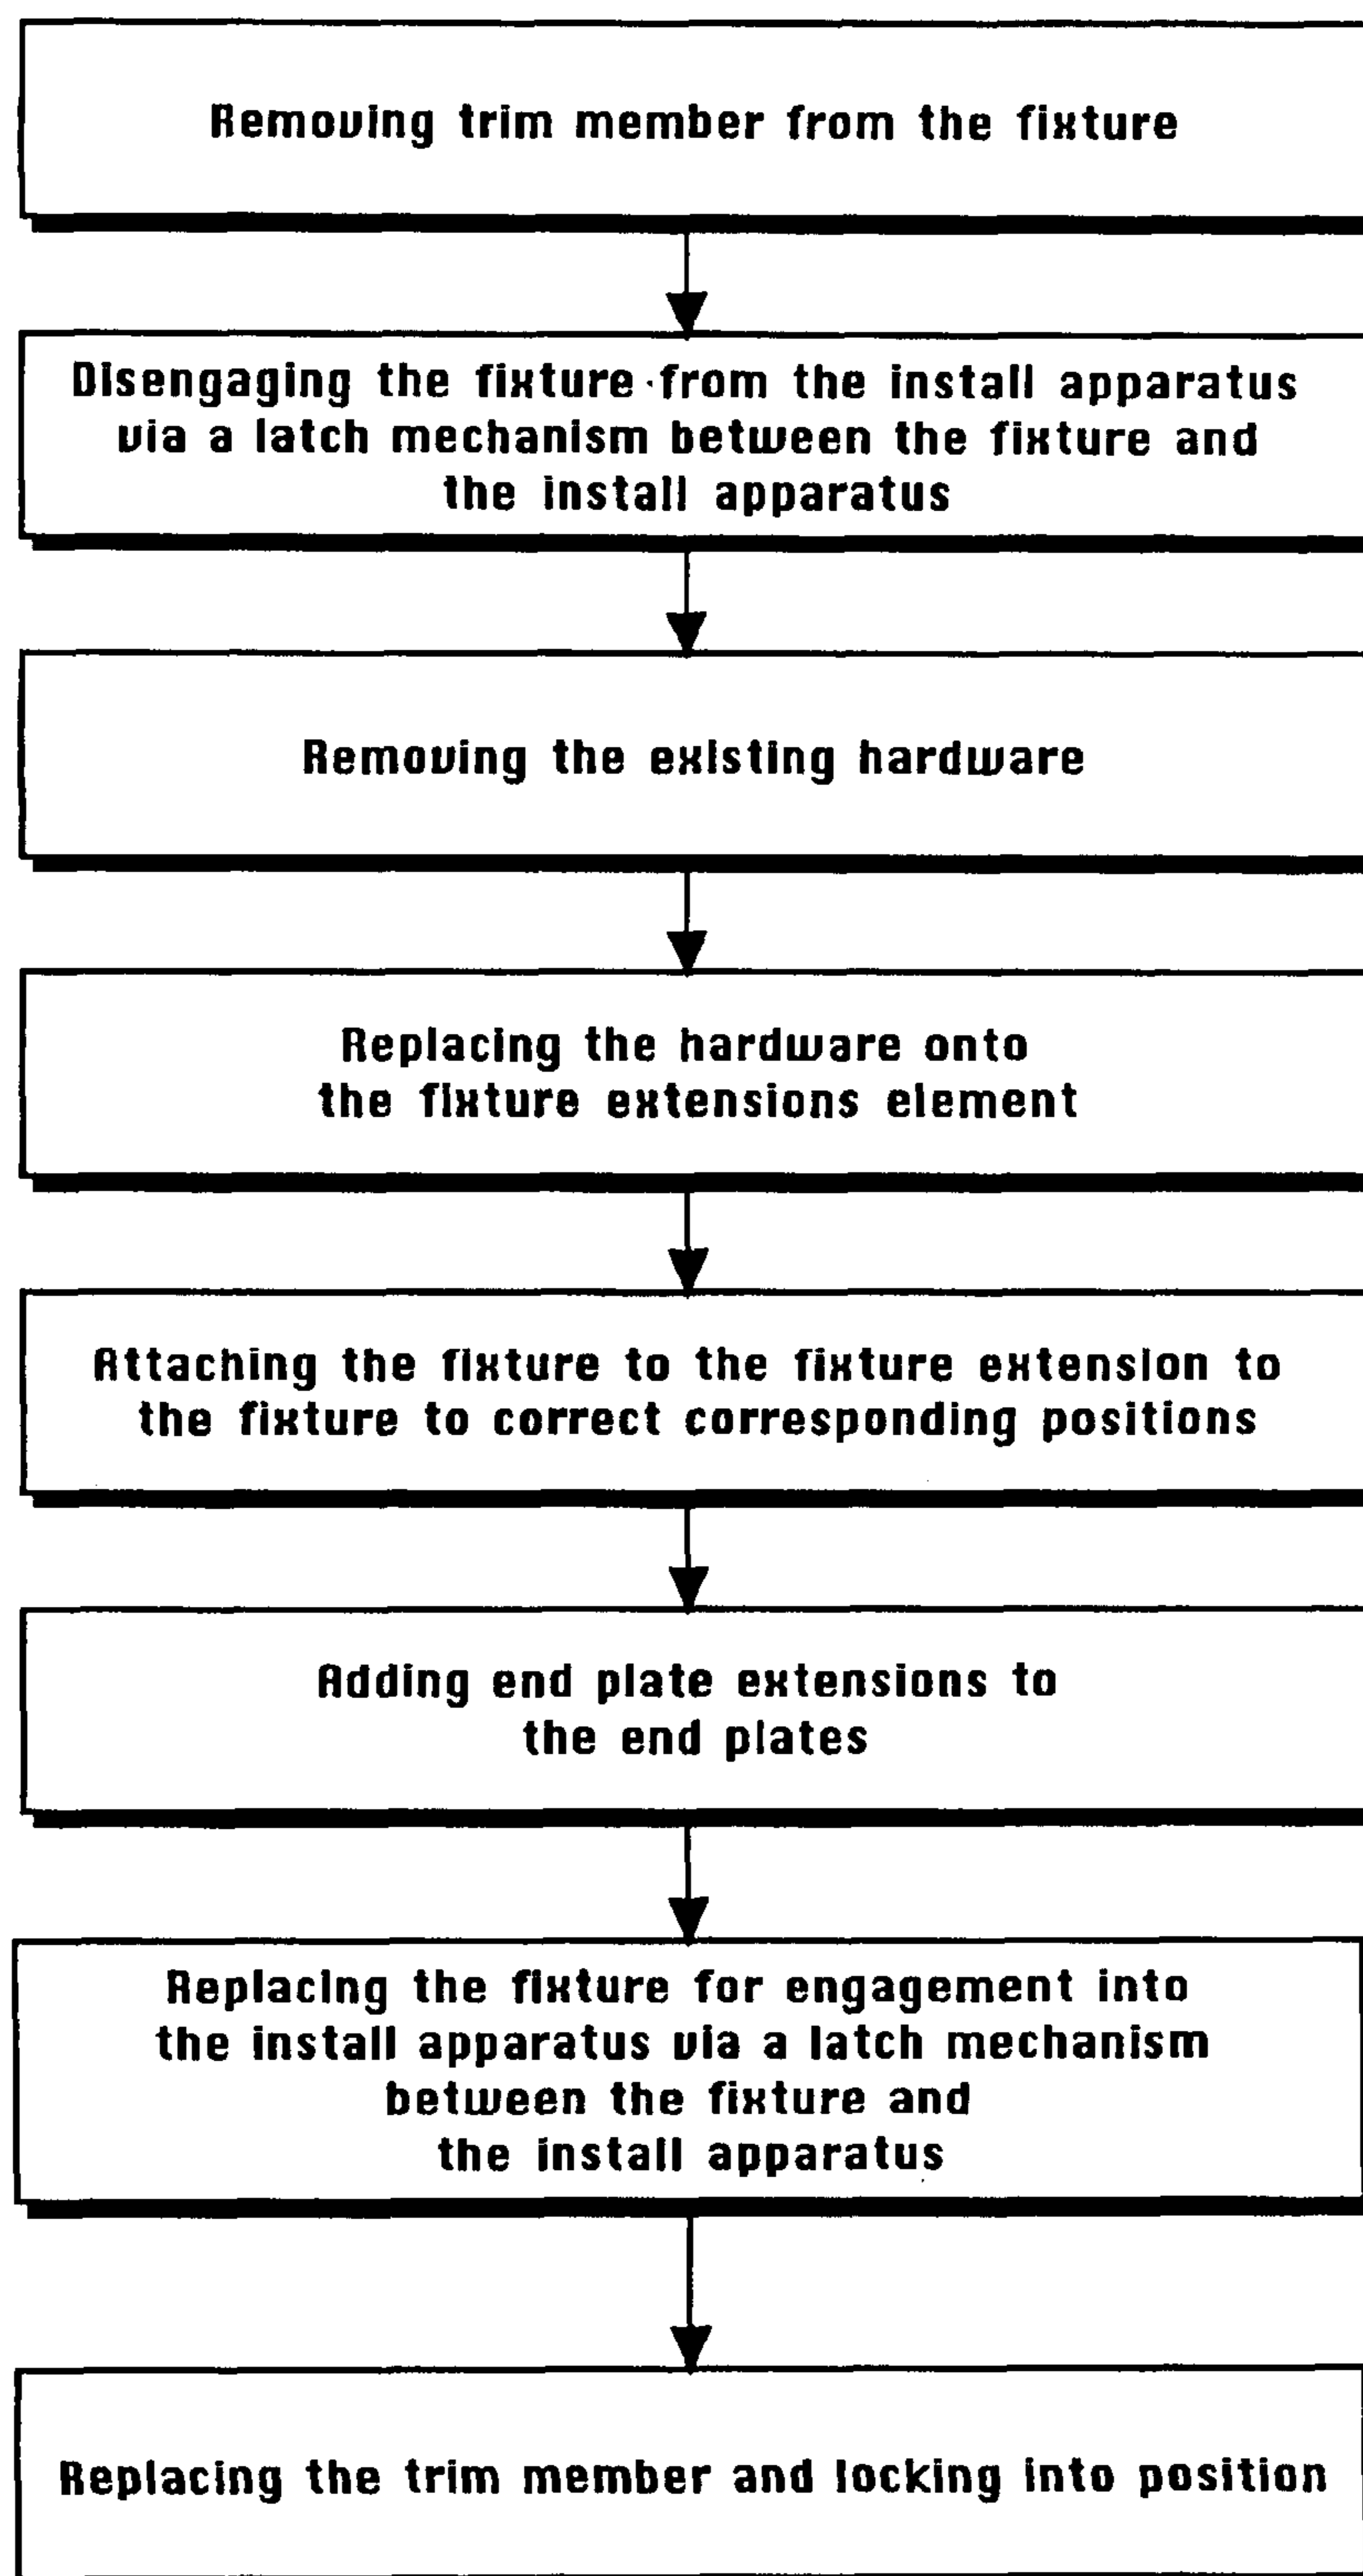 Removing trim member from the fixture
Disengaging the fixture from the install apparatus
via a latch mechanism between the fixture and
the install apparatus
Removing the existing hardware
Replacing the hardware onto
the fixture extensions element
Attaching the fixture to the fixture extension to
the fixture to correct corresponding positions
Adding end plate extensions to
the end plates
Replacing the fixture for engagement into
the install apparatus via a latch mechanism
between the fixture and
the install apparatus
Replacing the trim member and locking into position